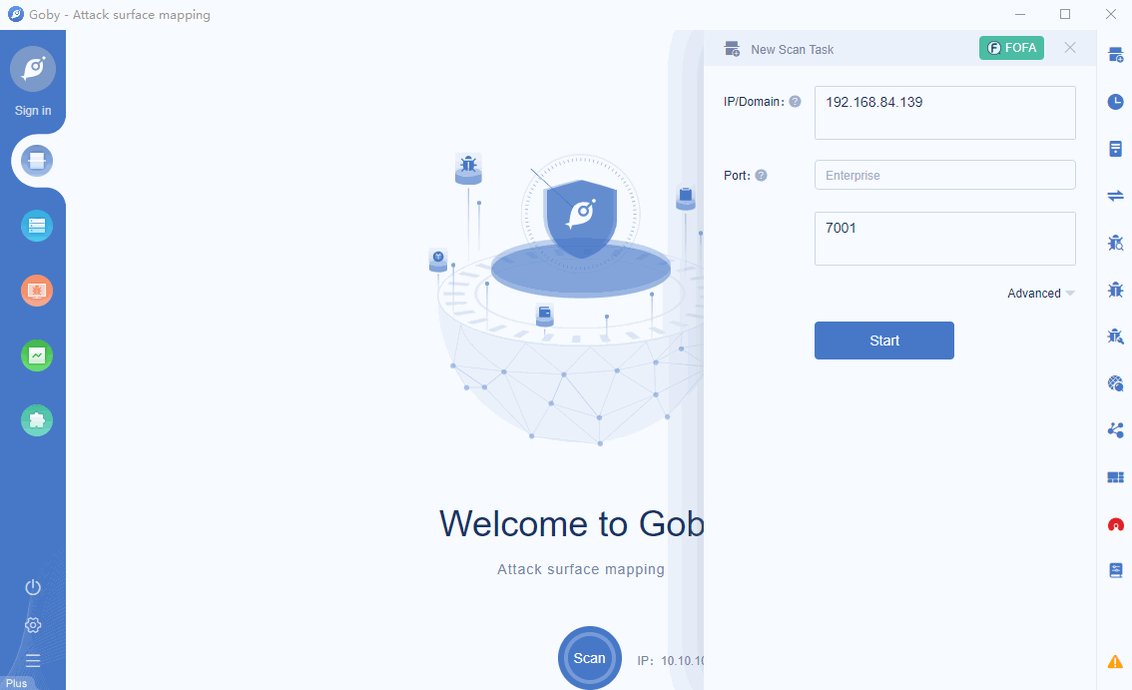 Goby - Attack surface mapping
Sign in
New Scan Task
FOFA
IP/Domain:
192.168.84.139
Port:
Enterprise
7001
Advanced
Start
Welcome to Gob
Attack surface mapping
Scan
IP: 10.10.10
Plus